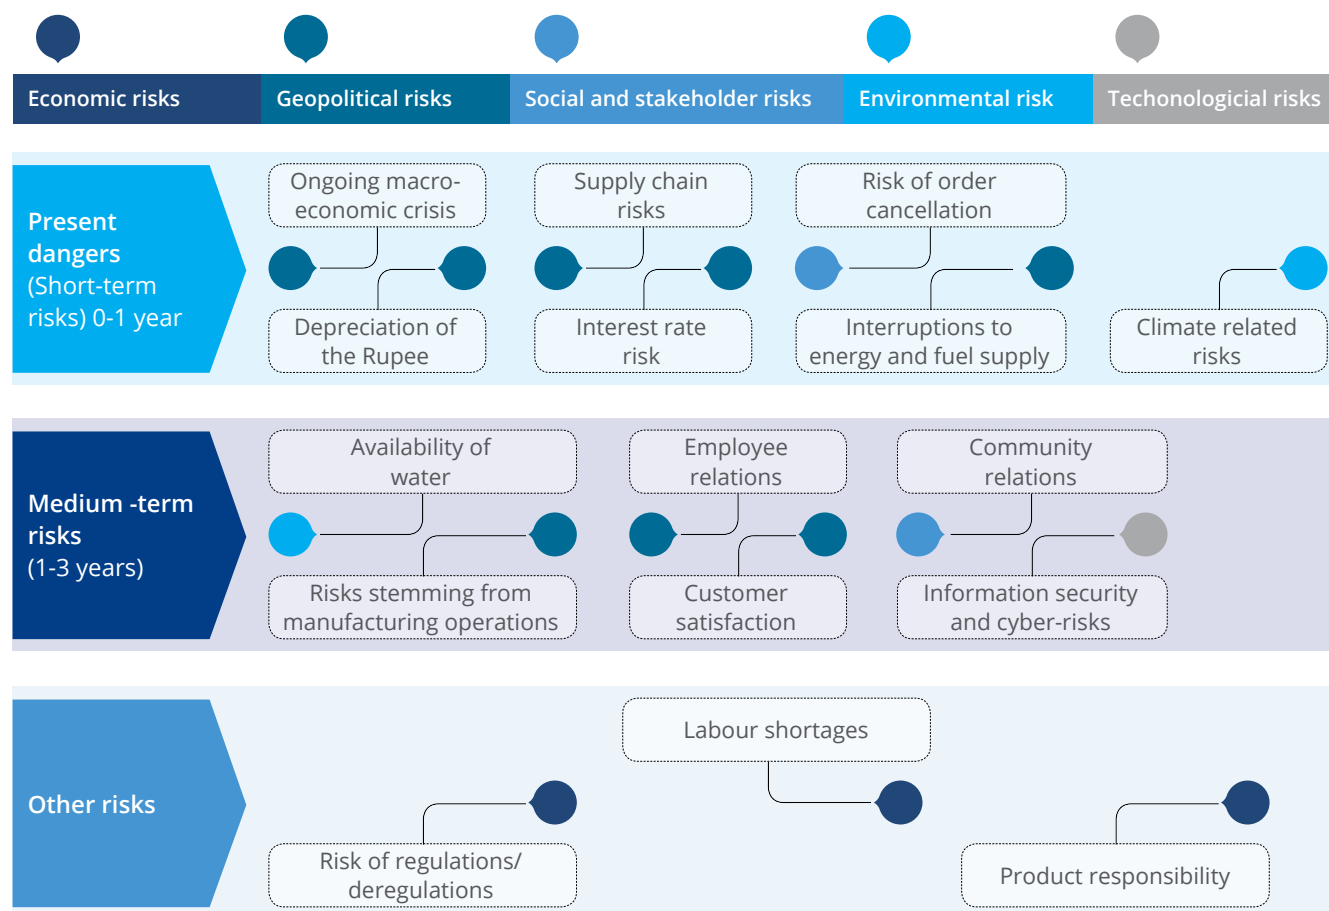 Economic risks
Geopolitical risks
Social and stakeholder risks
Environmental risk
Techonologicial risks
Present
dangers
(Short-term
risks) 0-1 year
Ongoing macro-
economic crisis
Supply chain
risks
Risk of order
cancellation
Depreciation of
the Rupee
Interest rate
risk
Interruptions to
energy and fuel supply
Climate related
risks
Medium -term
risks
(1-3 years)
Availability of
water
Employee
relations
Community
relations
Risks stemming from
manufacturing operations
Customer
satisfaction
Information security
and cyber-risks
Other risks
Labour shortages
Risk of regulations/
deregulations
Product responsibility